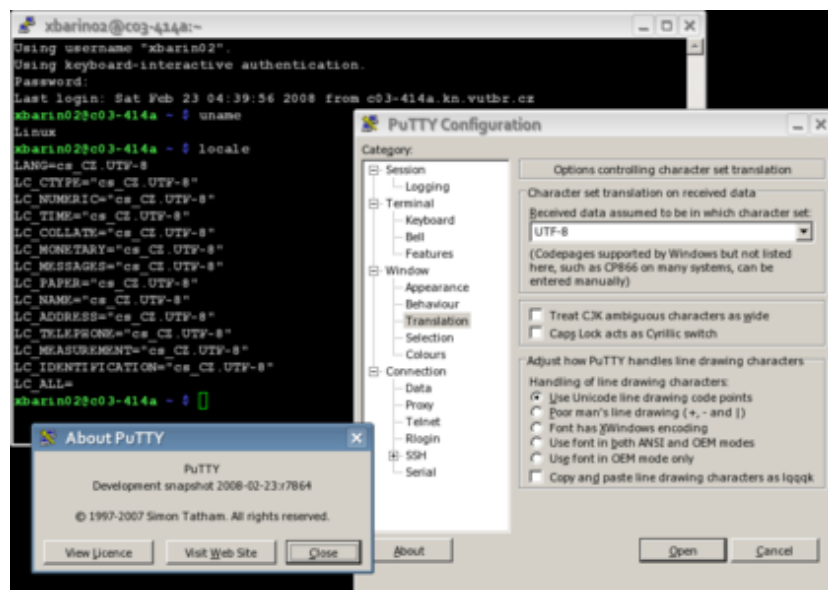 xbarin02@c03-414a:~
Using username "xbarin02".
Using keyboard-interactive authentication.
Password:
Last login: Sat Feb 23 04:39:56 2008 from c03-414a.kn.vutbr.cz
xbarin02@c03-414a ~ $ uname
Linux
xbarin02@c03-414a ~ $ locale
LANG=cs_CZ.UTF-8
LC_CTYPE="cs_CZ.UTF-8"
LC_NUMERIC="cs_CZ.UTF-8"
LC_TIME="cs_CZ.UTF-8"
LC_COLLATE="cs_CZ.UTF-8"
LC_MONETARY="cs_CZ.UTF-8"
LC_MESSAGES="cs_CZ.UTF-8"
LC_PAPER="cs_CZ.UTF-8"
LC_NAME="cs_CZ.UTF-8"
LC_ADDRESS="cs_CZ.UTF-8"
LC_TELEPHONE="cs_CZ.UTF-8"
LC_MEASUREMENT="cs_CZ.UTF-8"
LC_IDENTIFICATION="cs_CZ.UTF-8"
LC_ALL=
xbarin02@c03-414a ~ $
PuTTY Configuration
Category:
Session
Logging
Terminal
Keyboard
Bell
Features
Window
Appearance
Behaviour
Translation
Selection
Colours
Connection
Data
Proxy
Telnet
Rlogin
SSH
Serial
Options controlling character set translation
Character set translation on received data
Received data assumed to be in which character set:
UTF-8
(Codepages supported by Windows but not listed
here, such as CP866 on many systems, can be
entered manually)
Treat CJK ambiguous characters as wide
Caps Lock acts as Cyrillic switch
Adjust how PuTTY handles line drawing characters
Handling of line drawing characters:
Use Unicode line drawing code points
Poor man's line drawing (+, - and |)
Font has XWindows encoding
Use font in both ANSI and OEM modes
Use font in OEM mode only
Copy and paste line drawing characters as lqqqk
About
Open
Cancel
About PuTTY
PuTTY
Development snapshot 2008-02-23:r7864
© 1997-2007 Simon Tatham. All rights reserved.
View Licence
Visit Web Site
Close